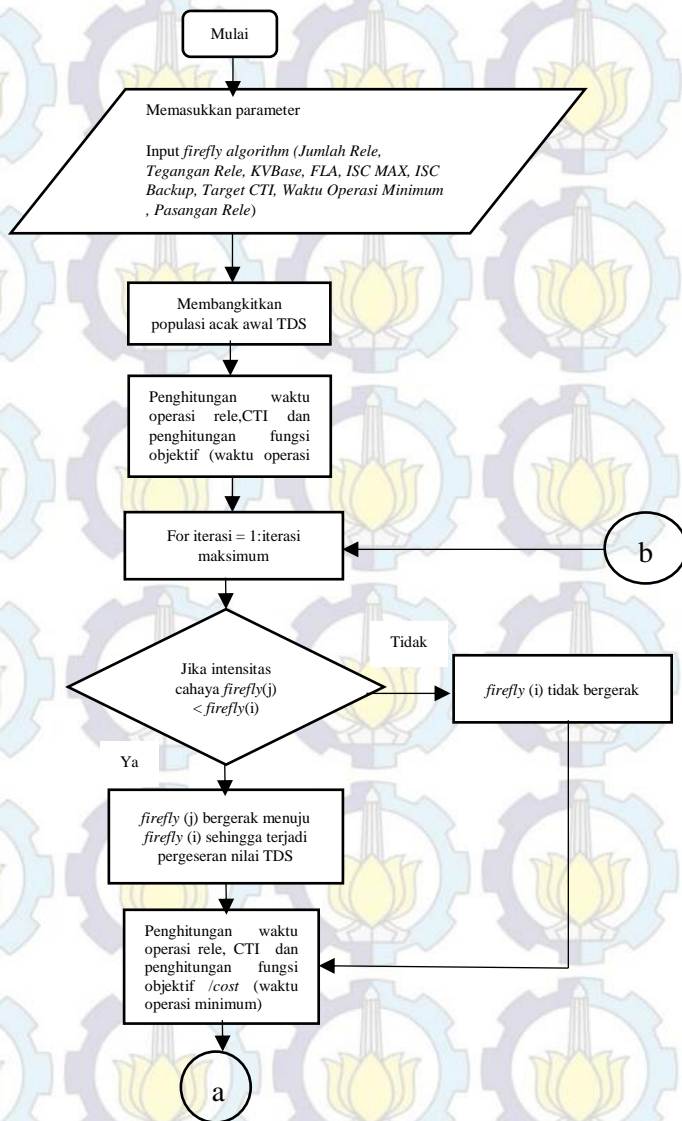 Mulai
Memasukkan parameter
Input firefly algorithm (Jumlah Rele,
Tegangan Rele, KVBase, FLA, ISC MAX, ISC
Backup, Target CTI, Waktu Operasi Minimum
, Pasangan Rele)
Membangkitkan
populasi acak awal TDS
Penghitungan waktu
operasi rele,CTI dan
penghitungan fungsi
objektif (waktu operasi
For iterasi = 1:iterasi
maksimum
b
Jika intensitas
cahaya firefly(j)
< firefly(i)
Tidak
firefly (i) tidak bergerak
Ya
firefly (j) bergerak menuju
firefly (i) sehingga terjadi
pergeseran nilai TDS
Penghitungan waktu
operasi rele, CTI dan
penghitungan fungsi
objektif /cost (waktu
operasi minimum)
a